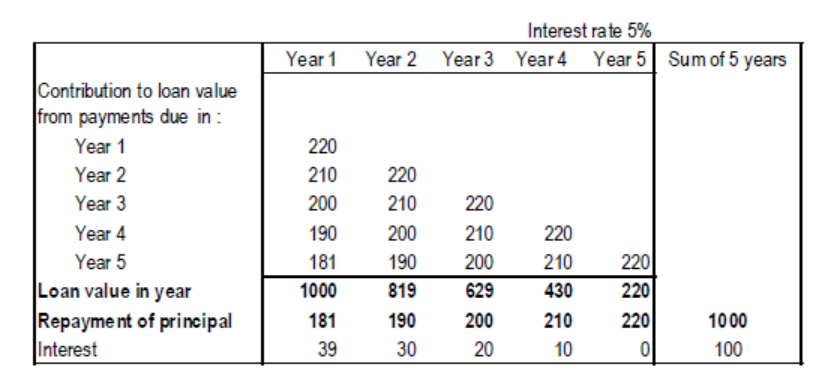 Interest rate 5%
Year 1 Year 2 Year 3 Year 4 Year 5 Sum of 5 years
Contribution to loan value
from payments due in :
Year 1 220
Year 2 210 220
Year 3 200 210 220
Year 4 190 200 210 220
Year 5 181 190 200 210 220
Loan value in year 1000 819 629 430 220
Repayment of principal 181 190 200 210 220 1000
Interest 39 30 20 10 0 100